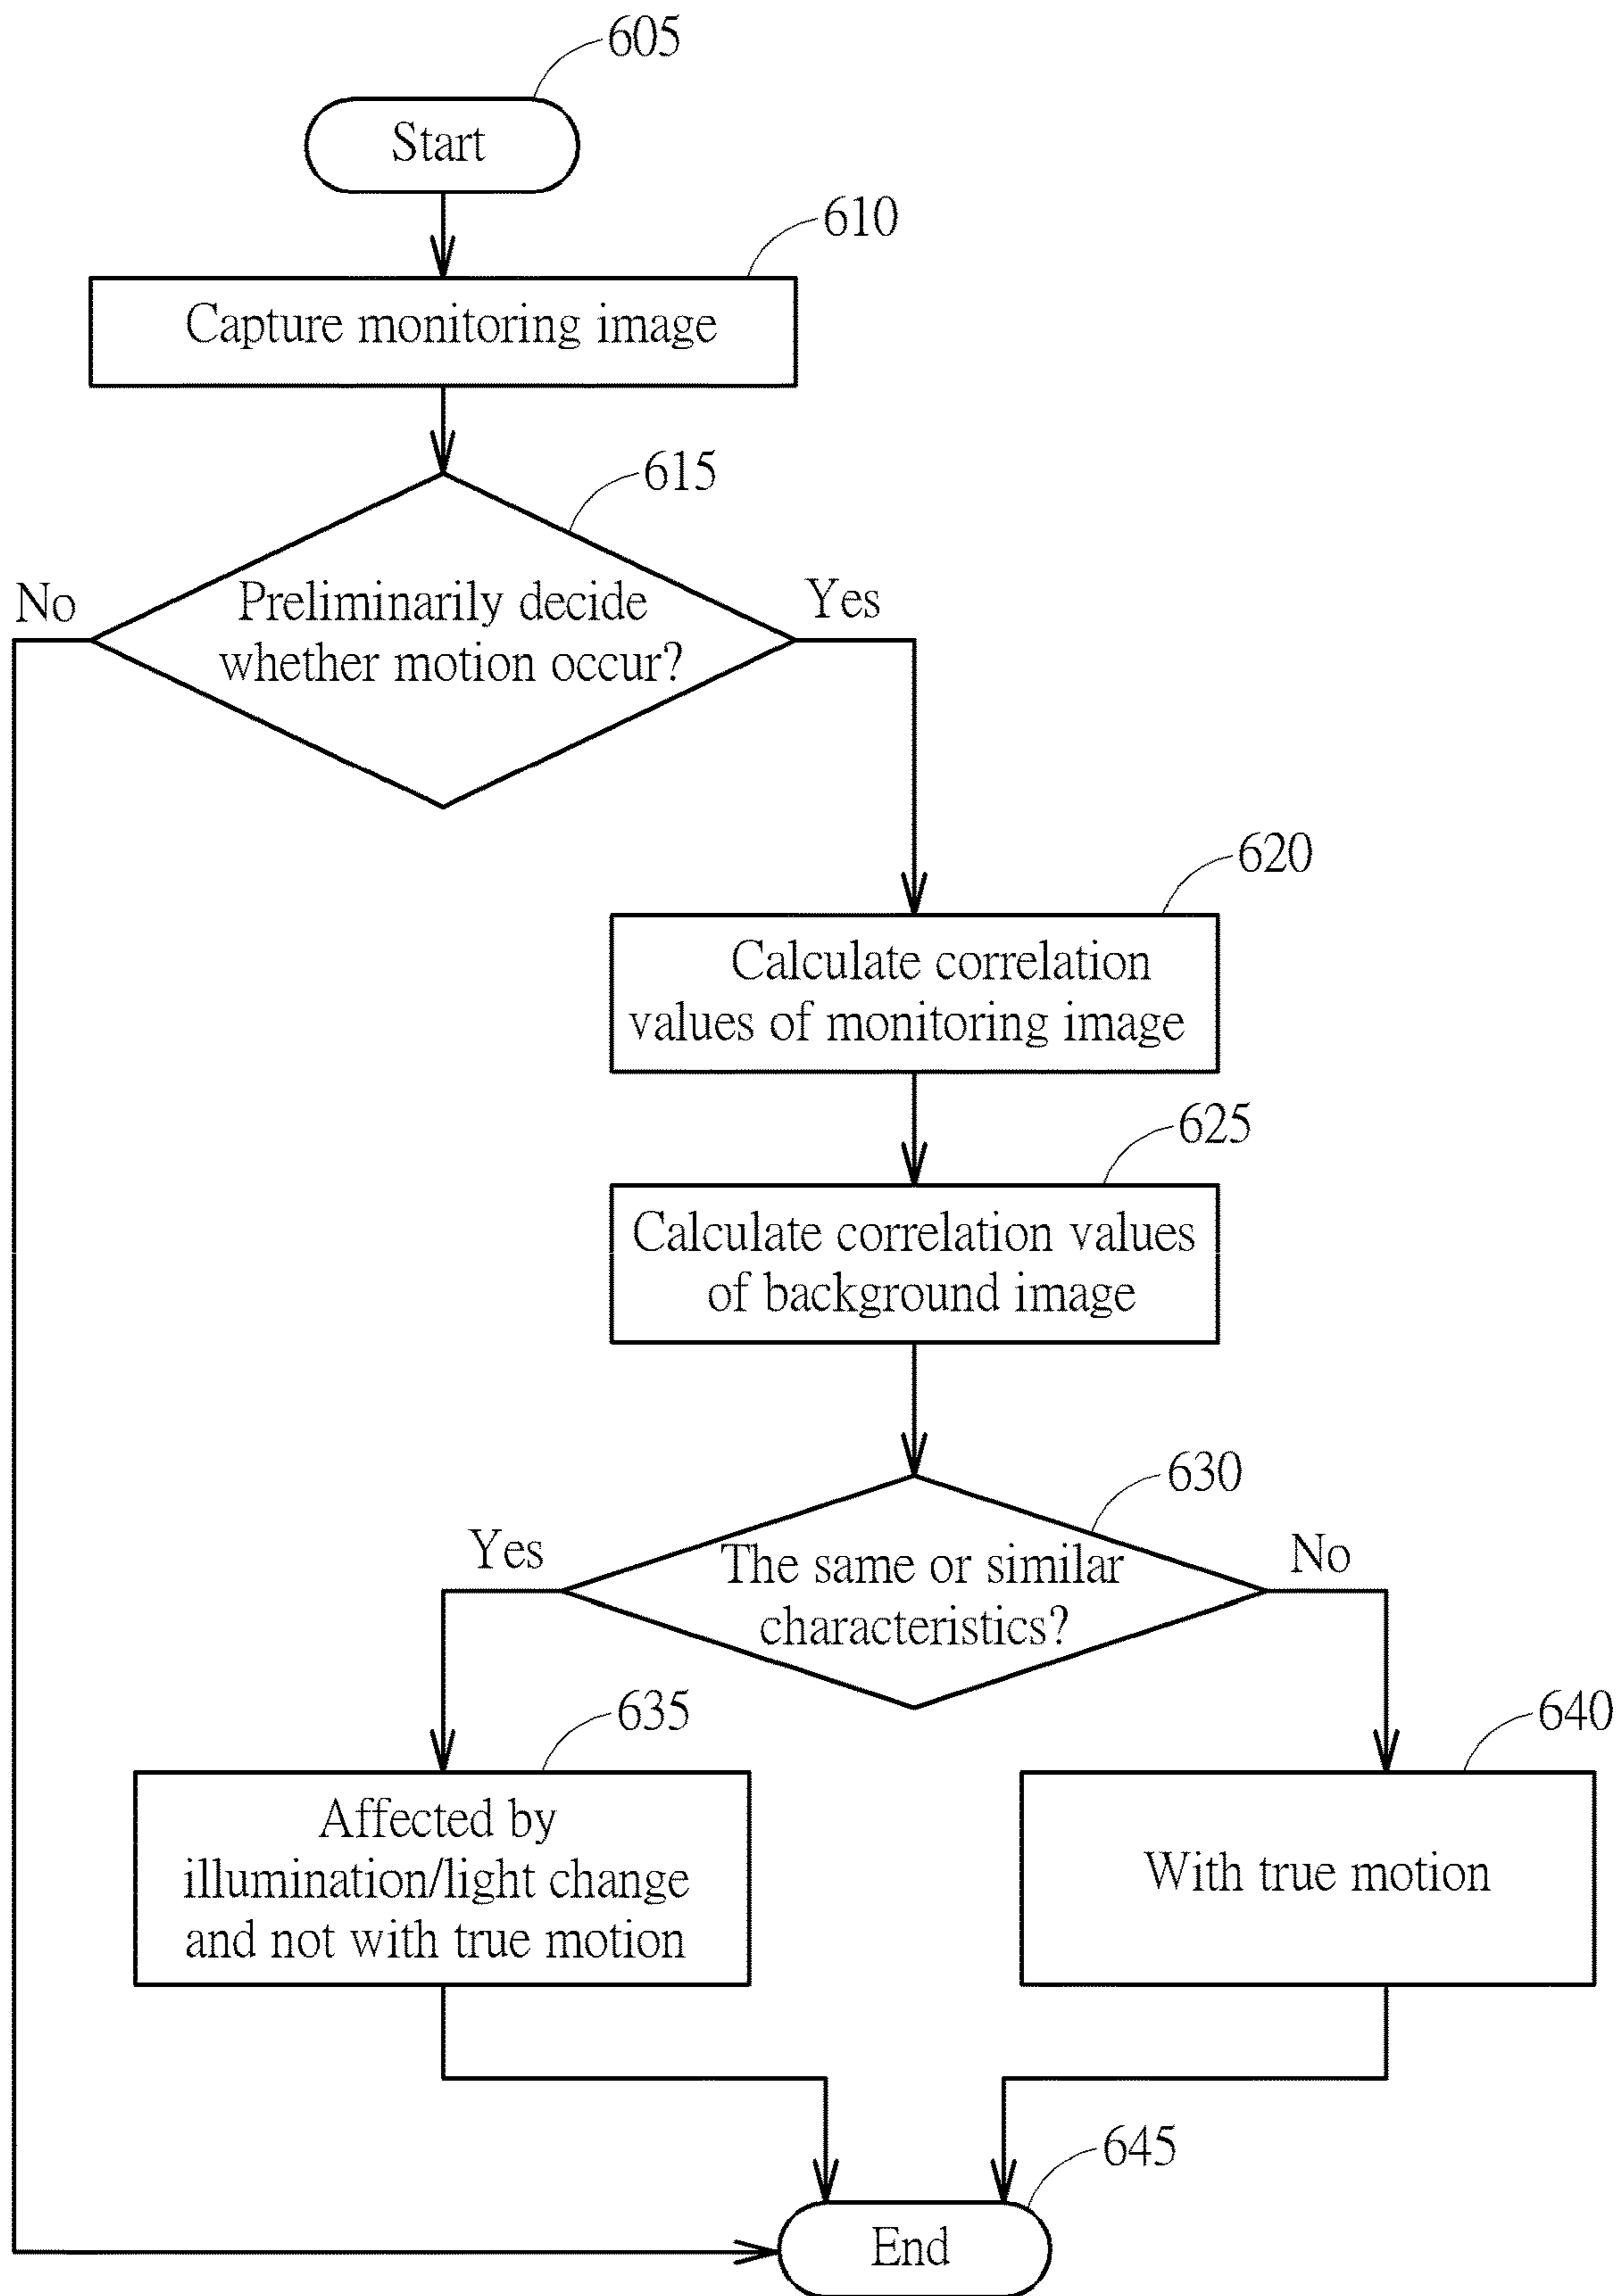 605
Start
610
Capture monitoring image
615
No
Preliminarily decide
whether motion occur?
Yes
620
Calculate correlation
values of monitoring image
625
Calculate correlation values
of background image
630
Yes
The same or similar
characteristics?
No
635
640
Affected by
illumination/light change
and not with true motion
With true motion
645
End